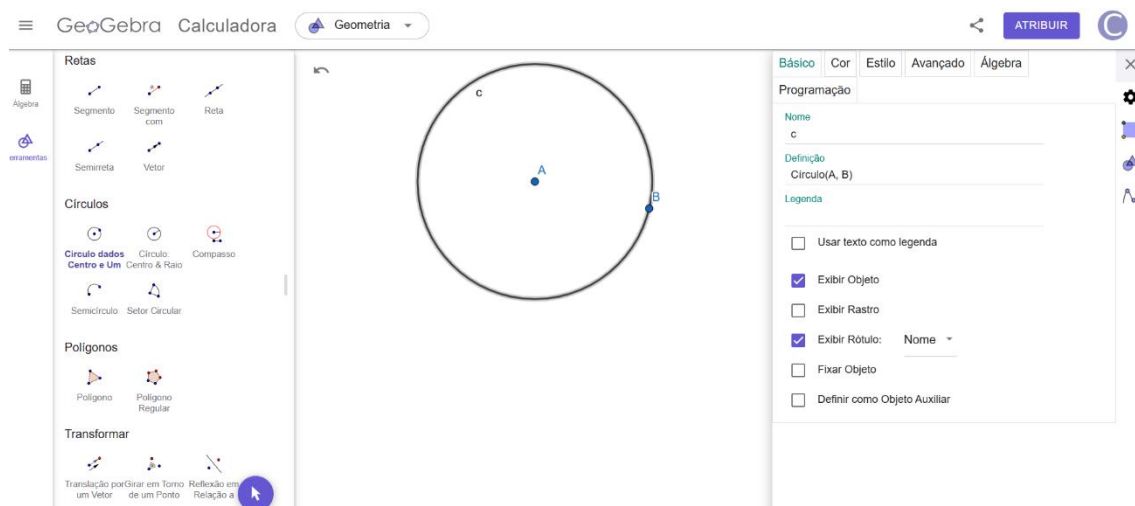 GeoGebra Calculadora Geometria ATRIBUIR C
Álgebra
erramentas
Retas
Segmento Segmento com Reta
Semirreta Vetor
Círculos
Círculo dados Centro e Um Círculo: Centro & Raio Compasso
Semicírculo Setor Circular
Polígonos
Polígono Polígono Regular
Transformar
Translação por um Vetor Girar em Torno de um Ponto Reflexão em Relação a
c
A
B
Básico Cor Estilo Avançado Álgebra
Programação
Nome
c
Definição
Círculo(A, B)
Legenda
Usar texto como legenda
Exibir Objeto
Exibir Rastro
Exibir Rótulo: Nome
Fixar Objeto
Definir como Objeto Auxiliar